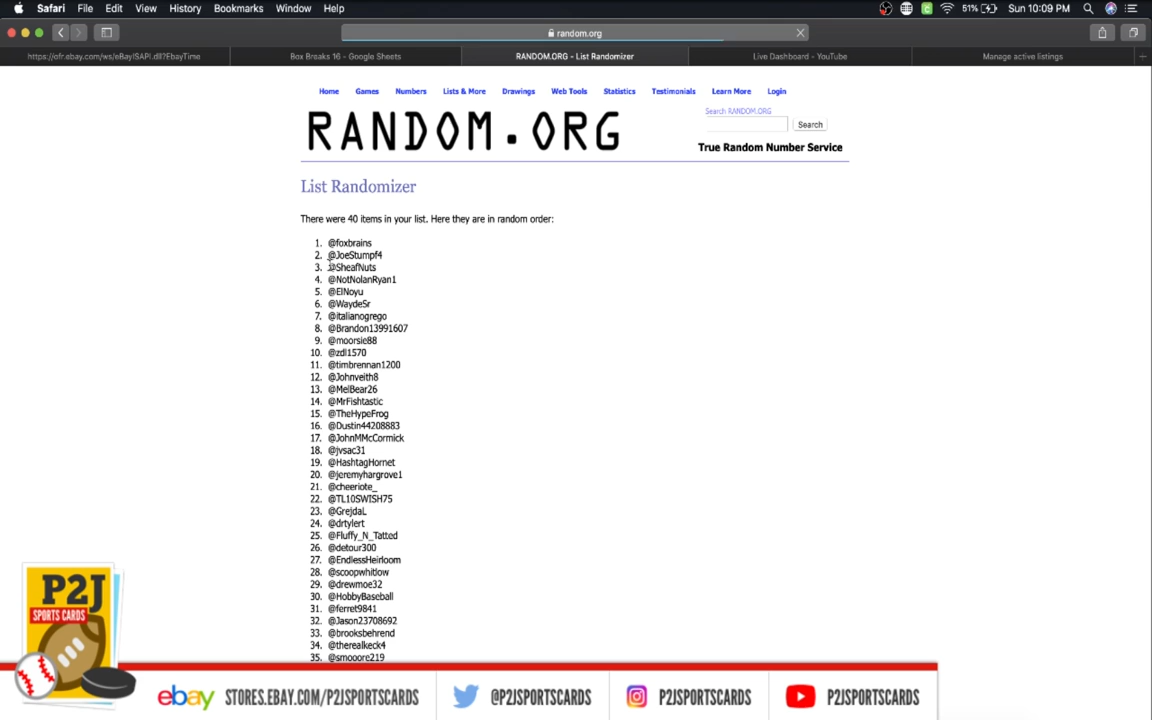 Safari File Edit View History Bookmarks Window Help 51% Sun 10:09 PM
random.org
https://ofr.ebay.com/ws/eBayISAPI.dll?EbayTime Box Breaks 16 - Google Sheets RANDOM.ORG - List Randomizer Live Dashboard - YouTube Manage active listings
Home Games Numbers Lists & More Drawings Web Tools Statistics Testimonials Learn More Login
Search RANDOM.ORG
Search
RANDOM.ORG
True Random Number Service
List Randomizer
There were 40 items in your list. Here they are in random order:
1. @foxbrains
2. @JoeStumpf4
3. @SheafNuts
4. @NotNolanRyan1
5. @ElNoyu
6. @WaydeSr
7. @italianogrego
8. @Brandon13991607
9. @moorsie88
10. @zdl1570
11. @timbrennan1200
12. @Johnveith8
13. @MelBear26
14. @MrFishtastic
15. @TheHypeFrog
16. @Dustin44208883
17. @JohnMMcCormick
18. @jvsac31
19. @HashtagHornet
20. @jeremyhargrove1
21. @cheeriote_
22. @TL10SWISH75
23. @GrejdaL
24. @drtylert
25. @Fluffy_N_Tatted
26. @detour300
27. @EndlessHeirloom
28. @scoopwhitlow
29. @drewmoe32
30. @HobbyBaseball
31. @ferret9841
32. @Jason23708692
33. @brooksbehrend
34. @therealkeck4
35. @smooore219
P2J
SPORTS CARDS
ebay STORES.EBAY.COM/P2JSPORTSCARDS @P2JSPORTSCARDS P2JSPORTSCARDS P2JSPORTSCARDS